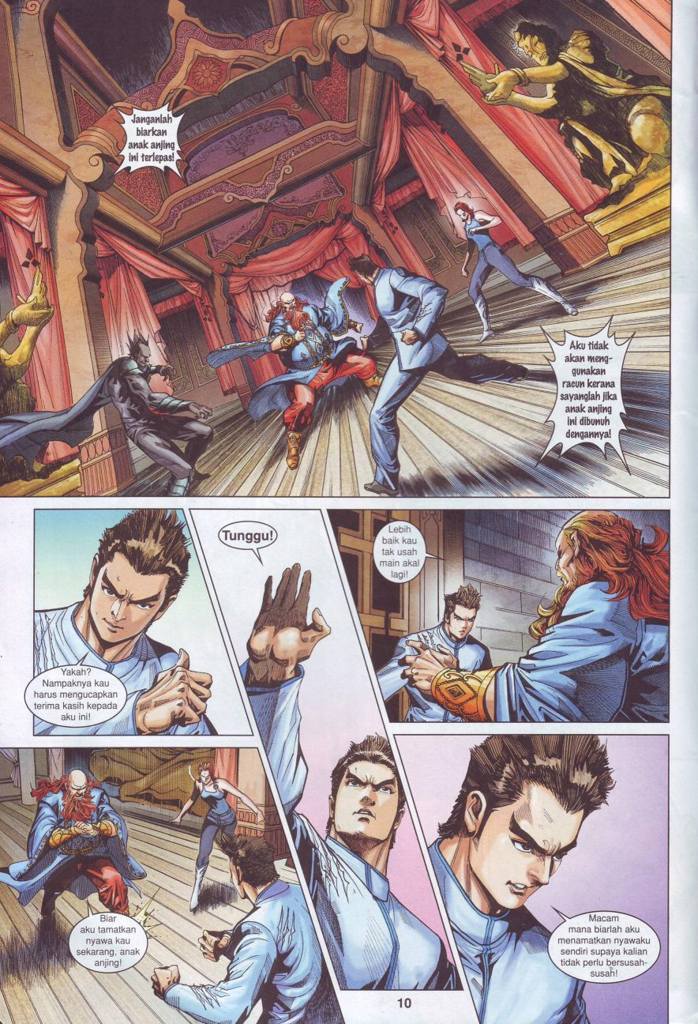 Janganlah
biarkan
anak anjing
ini terlepas!
Aku tidak
akan meng-
gunakan
racun kerana
sayanglah jika
anak anjing
ini dibunuh
dengannya!
Yakah?
Nampaknya kau
harus mengucapkan
terima kasih kepada
aku ini!
Tunggu!
Lebih
baik kau
tak usah
main akal
lagi!
Biar
aku tamatkan
nyawa kau
sekarang, anak
anjing!
Macam
mana biarlah aku
menamatkan nyawaku
sendiri supaya kalian
tidak perlu bersusah-
susah!
10